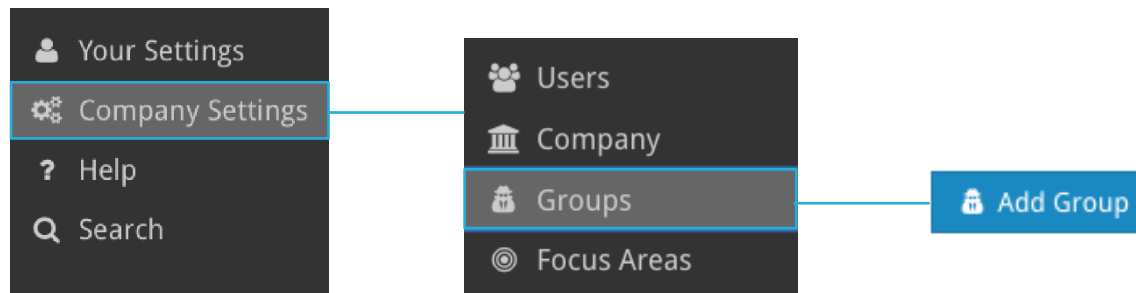 Your Settings
Company Settings
Help
Search
Users
Company
Groups
Focus Areas
Add Group